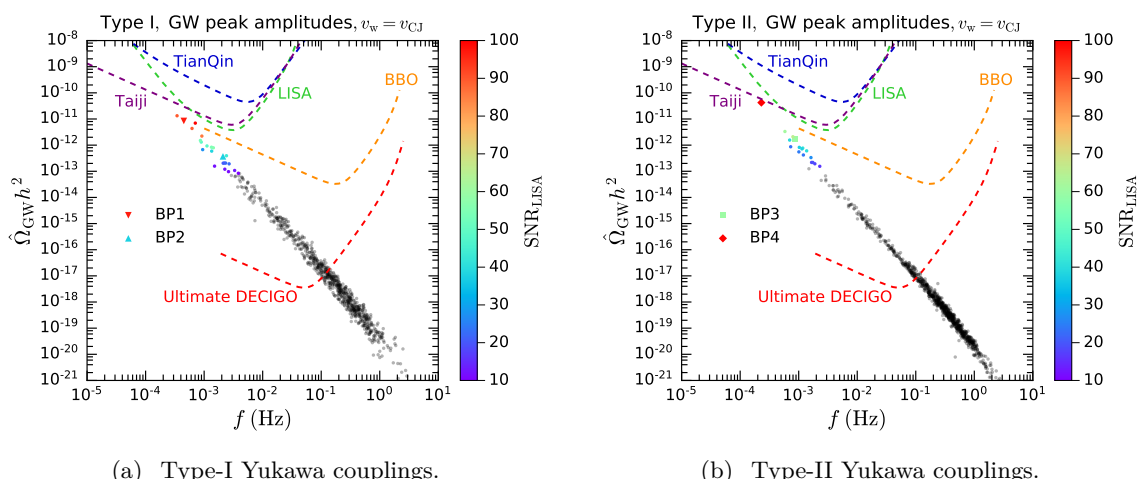 Type I, GW peak amplitudes, v_w = v_CJ
10^-8
10^-9
10^-10
10^-11
10^-12
10^-13
10^-14
10^-15
10^-16
10^-17
10^-18
10^-19
10^-20
10^-21
Ω̂_GW h^2
TianQin
BBO
Taiji
LISA
BP1
BP2
Ultimate DECIGO
10^-5 10^-4 10^-3 10^-2 10^-1 10^0 10^1
f (Hz)
100
90
80
70
60
50
40
30
20
10
SNR_LISA
(a) Type-I Yukawa couplings.
Type II, GW peak amplitudes, v_w = v_CJ
10^-8
10^-9
10^-10
10^-11
10^-12
10^-13
10^-14
10^-15
10^-16
10^-17
10^-18
10^-19
10^-20
10^-21
Ω̂_GW h^2
TianQin
BBO
Taiji
LISA
BP3
BP4
Ultimate DECIGO
10^-5 10^-4 10^-3 10^-2 10^-1 10^0 10^1
f (Hz)
100
90
80
70
60
50
40
30
20
10
SNR_LISA
(b) Type-II Yukawa couplings.